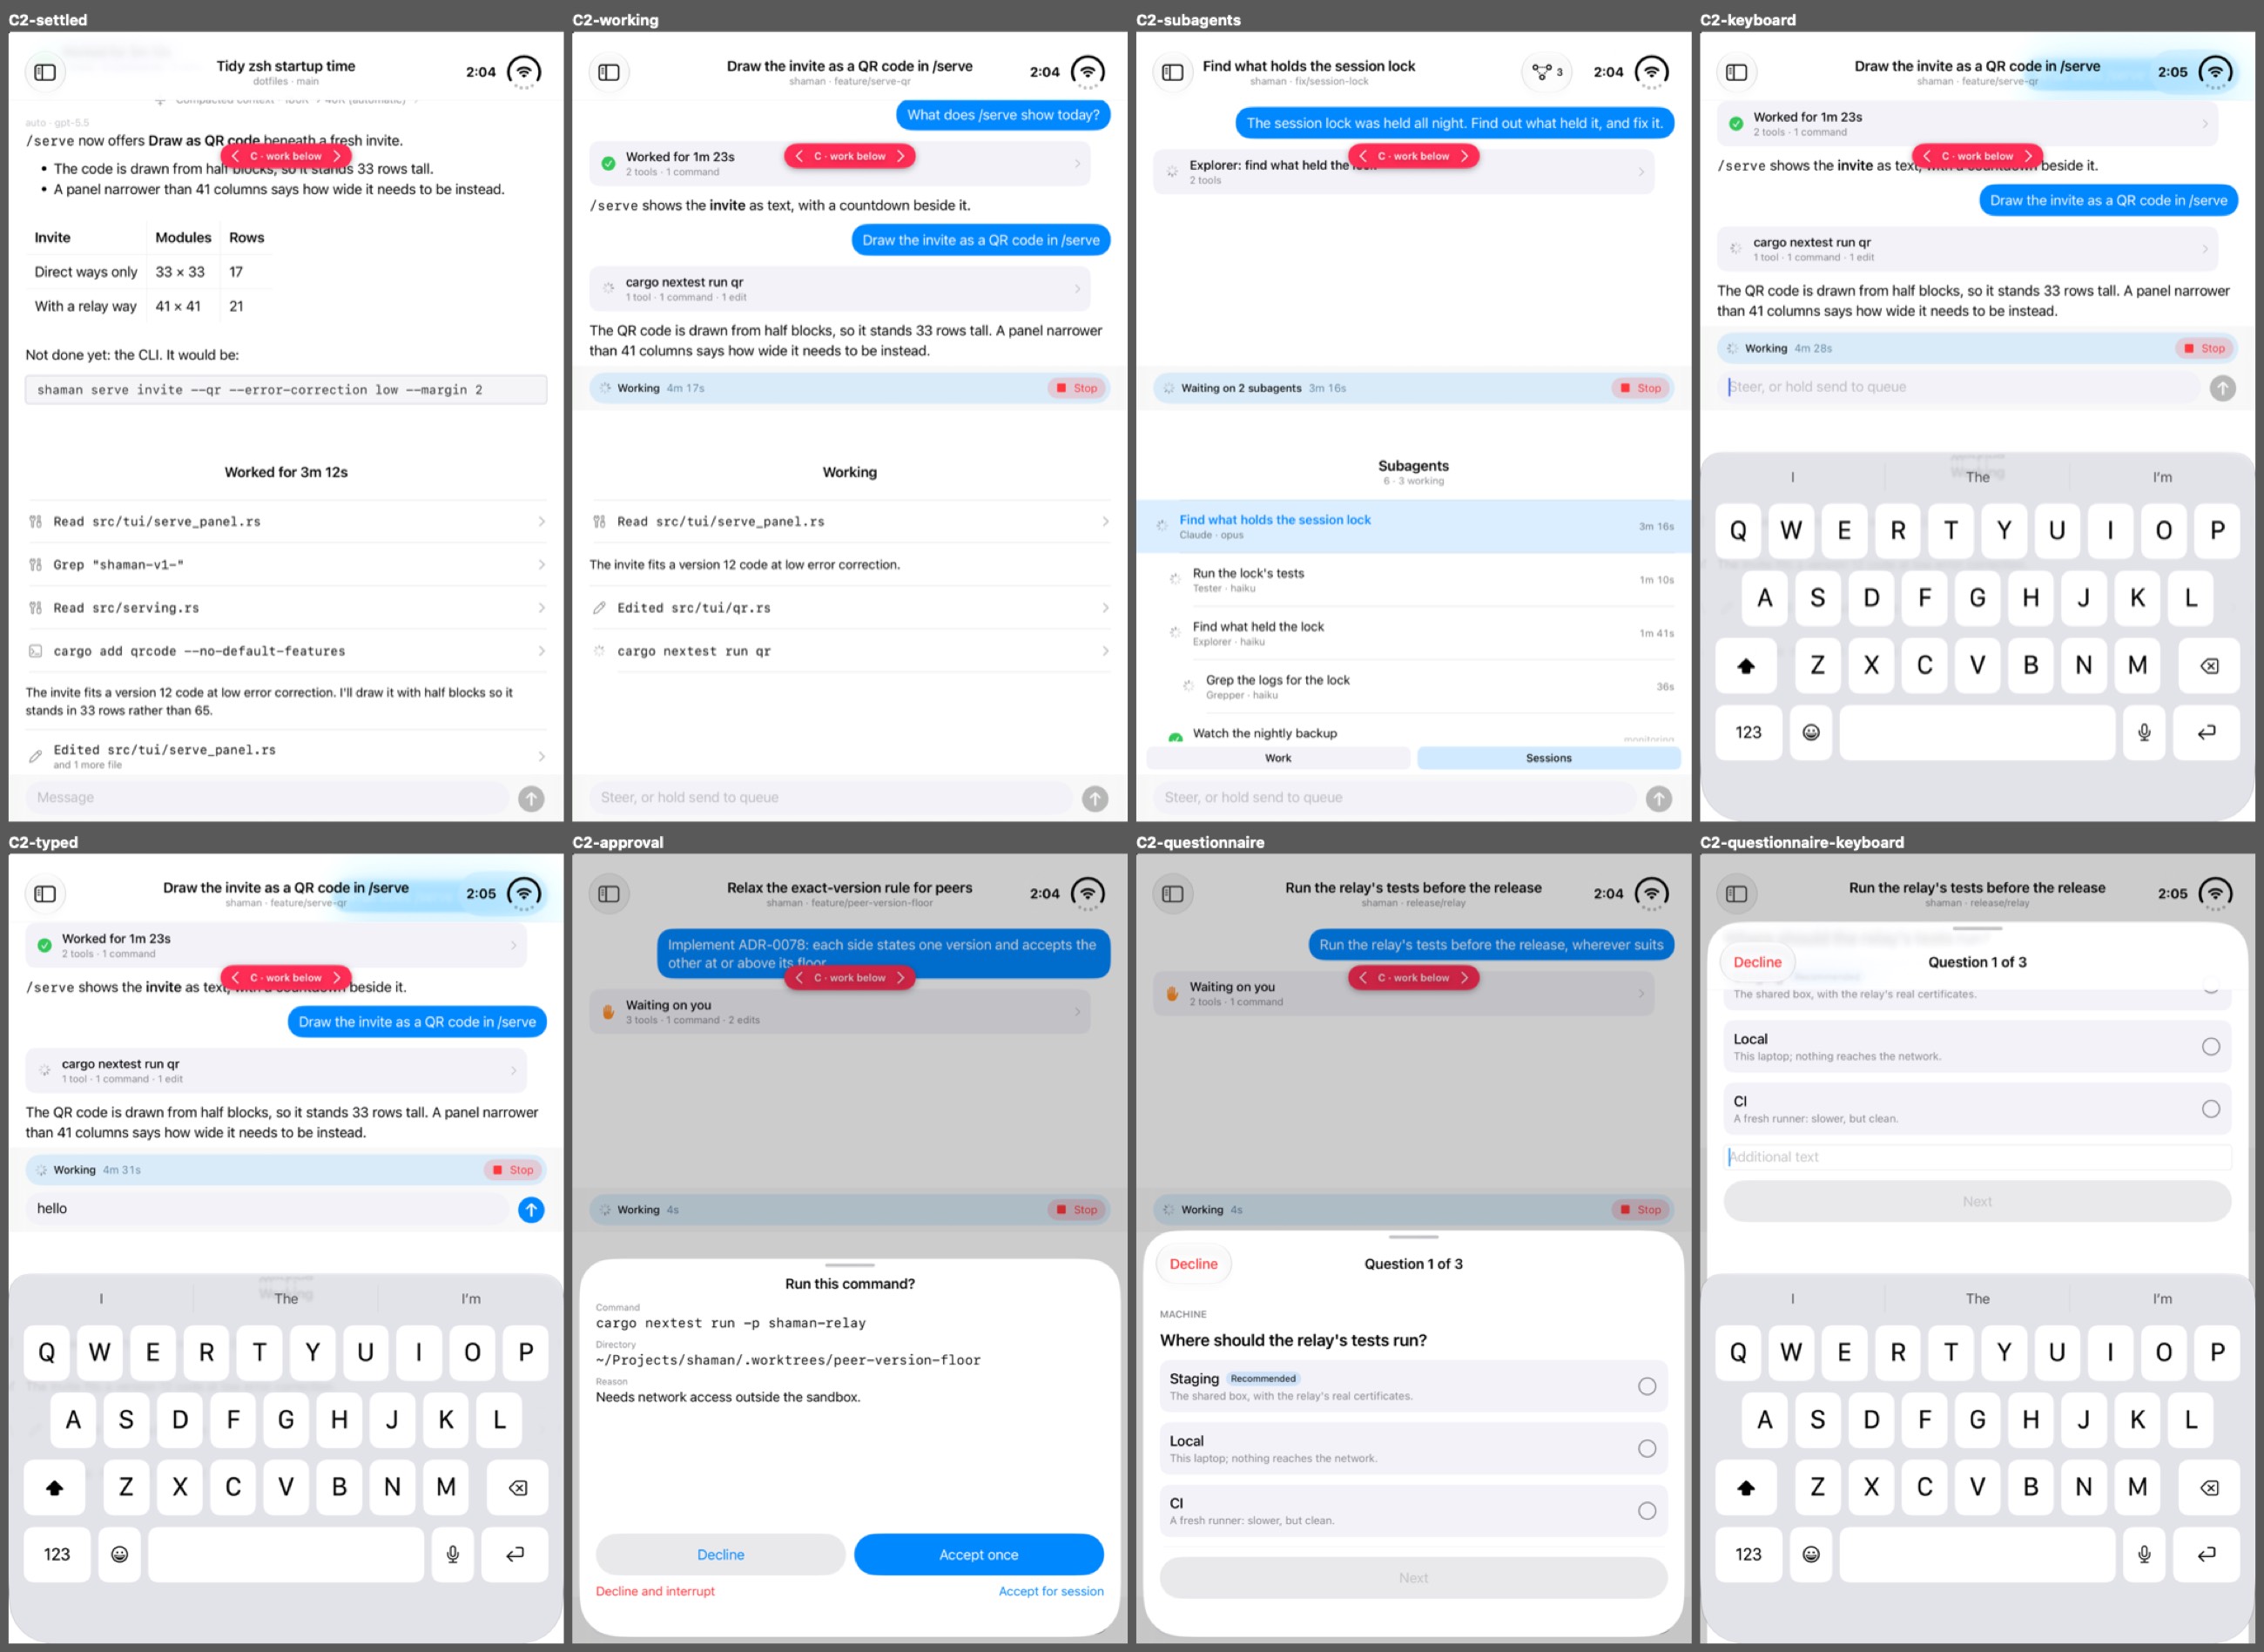 C2-settled
Tidy zsh startup time
dotfiles · main
2:04
auto · gpt-5.5
/serve now offers Draw as QR code beneath a fresh invite.
C · work below
• The code is drawn from half blocks, so it stands 33 rows tall.
• A panel narrower than 41 columns says how wide it needs to be instead.
Invite Modules Rows
Direct ways only 33 × 33 17
With a relay way 41 × 41 21
Not done yet: the CLI. It would be:
shaman serve invite --qr --error-correction low --margin 2
Worked for 3m 12s
Read src/tui/serve_panel.rs
Grep "shaman-v1-"
Read src/serving.rs
cargo add qrcode --no-default-features
The invite fits a version 12 code at low error correction. I'll draw it with half blocks so it
stands in 33 rows rather than 65.
Edited src/tui/serve_panel.rs
and 1 more file
Message
C2-working
Draw the invite as a QR code in /serve
shaman · feature/serve-qr
2:04
What does /serve show today?
Worked for 1m 23s
2 tools · 1 command
C · work below
/serve shows the invite as text, with a countdown beside it.
Draw the invite as a QR code in /serve
cargo nextest run qr
1 tool · 1 command · 1 edit
The QR code is drawn from half blocks, so it stands 33 rows tall. A panel narrower
than 41 columns says how wide it needs to be instead.
Working 4m 17s
Stop
Working
Read src/tui/serve_panel.rs
The invite fits a version 12 code at low error correction.
Edited src/tui/qr.rs
cargo nextest run qr
Steer, or hold send to queue
C2-subagents
Find what holds the session lock
shaman · fix/session-lock
3
2:04
The session lock was held all night. Find out what held it, and fix it.
C · work below
Explorer: find what held the
2 tools
Waiting on 2 subagents 3m 16s
Stop
Subagents
6 · 3 working
Find what holds the session lock
Claude · opus
3m 16s
Run the lock's tests
Tester · haiku
1m 10s
Find what held the lock
Explorer · haiku
1m 41s
Grep the logs for the lock
Grepper · haiku
36s
Watch the nightly backup
monitoring
Work
Sessions
Steer, or hold send to queue
C2-keyboard
Draw the invite as a QR code in /serve
shaman · feature/serve-qr
2:05
Worked for 1m 23s
2 tools · 1 command
C · work below
/serve shows the invite as text, beside it.
Draw the invite as a QR code in /serve
cargo nextest run qr
1 tool · 1 command · 1 edit
The QR code is drawn from half blocks, so it stands 33 rows tall. A panel narrower
than 41 columns says how wide it needs to be instead.
Working 4m 28s
Stop
Steer, or hold send to queue
I The I'm
Q W E R T Y U I O P
A S D F G H J K L
Z X C V B N M
123
C2-typed
Draw the invite as a QR code in /serve
shaman · feature/serve-qr
2:05
Worked for 1m 23s
2 tools · 1 command
C · work below
/serve shows the invite as text, beside it.
Draw the invite as a QR code in /serve
cargo nextest run qr
1 tool · 1 command · 1 edit
The QR code is drawn from half blocks, so it stands 33 rows tall. A panel narrower
than 41 columns says how wide it needs to be instead.
Working 4m 31s
Stop
hello
I The I'm
Q W E R T Y U I O P
A S D F G H J K L
Z X C V B N M
123
C2-approval
Relax the exact-version rule for peers
shaman · feature/peer-version-floor
2:04
Implement ADR-0078: each side states one version and accepts the
other at or above its floor
C · work below
Waiting on you
3 tools · 1 command · 2 edits
Working 4s
Stop
Run this command?
Command
cargo nextest run -p shaman-relay
Directory
~/Projects/shaman/.worktrees/peer-version-floor
Reason
Needs network access outside the sandbox.
Decline
Accept once
Decline and interrupt
Accept for session
C2-questionnaire
Run the relay's tests before the release
shaman · release/relay
2:04
Run the relay's tests before the release, wherever suits
C · work below
Waiting on you
2 tools · 1 command
Working 4s
Stop
Decline
Question 1 of 3
MACHINE
Where should the relay's tests run?
Staging Recommended
The shared box, with the relay's real certificates.
Local
This laptop; nothing reaches the network.
CI
A fresh runner: slower, but clean.
Next
C2-questionnaire-keyboard
Run the relay's tests before the release
shaman · release/relay
2:05
Decline
Question 1 of 3
Recommended
The shared box, with the relay's real certificates.
Local
This laptop; nothing reaches the network.
CI
A fresh runner: slower, but clean.
Additional text
Next
I The I'm
Q W E R T Y U I O P
A S D F G H J K L
Z X C V B N M
123